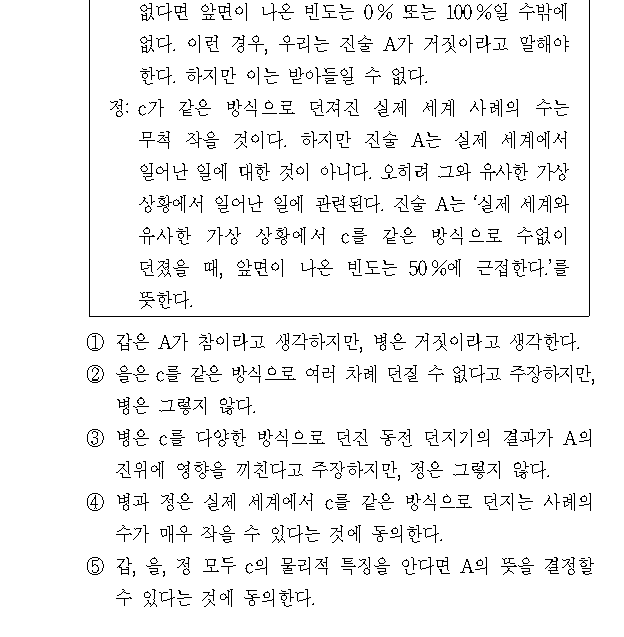 없다면 앞면이 나온 빈도는 0% 또는 100%일 수밖에
없다. 이런 경우, 우리는 진술 A가 거짓이라고 말해야
한다. 하지만 이는 받아들일 수 없다.
정: c가 같은 방식으로 던져진 실제 세계 사례의 수는
무척 작을 것이다. 하지만 진술 A는 실제 세계에서
일어난 일에 대한 것이 아니다. 오히려 그와 유사한 가상
상황에서 일어난 일에 관련된다. 진술 A는 ‘실제 세계와
유사한 가상 상황에서 c를 같은 방식으로 수없이
던졌을 때, 앞면이 나온 빈도는 50%에 근접한다.’를
뜻한다.
① 갑은 A가 참이라고 생각하지만, 병은 거짓이라고 생각한다.
② 을은 c를 같은 방식으로 여러 차례 던질 수 없다고 주장하지만,
병은 그렇지 않다.
③ 병은 c를 다양한 방식으로 던진 동전 던지기의 결과가 A의
진위에 영향을 끼친다고 주장하지만, 정은 그렇지 않다.
④ 병과 정은 실제 세계에서 c를 같은 방식으로 던지는 사례의
수가 매우 작을 수 있다는 것에 동의한다.
⑤ 갑, 을, 정 모두 c의 물리적 특징을 안다면 A의 뜻을 결정할
수 있다는 것에 동의한다.